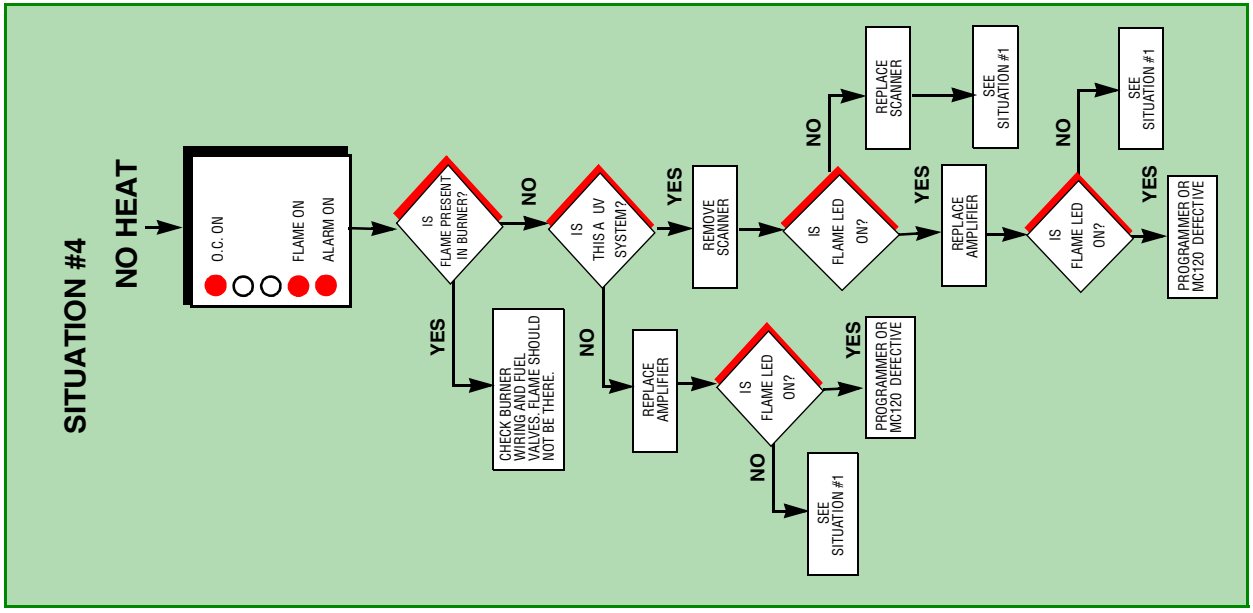 SITUATION #4
NO HEAT
O.C. ON
FLAME ON
ALARM ON
IS
FLAME PRESENT
IN BURNER?
YES
CHECK BURNER
WIRING AND FUEL
VALVES. FLAME SHOULD
NOT BE THERE.
NO
IS
THIS A UV
SYSTEM?
NO
REPLACE
AMPLIFIER
IS
FLAME LED
ON?
NO
SEE
SITUATION #1
YES
PROGRAMMER OR
MC120 DEFECTIVE
YES
REMOVE
SCANNER
IS
FLAME LED
ON?
NO
REPLACE
SCANNER
SEE
SITUATION #1
YES
REPLACE
AMPLIFIER
IS
FLAME LED
ON?
NO
SEE
SITUATION #1
YES
PROGRAMMER OR
MC120 DEFECTIVE